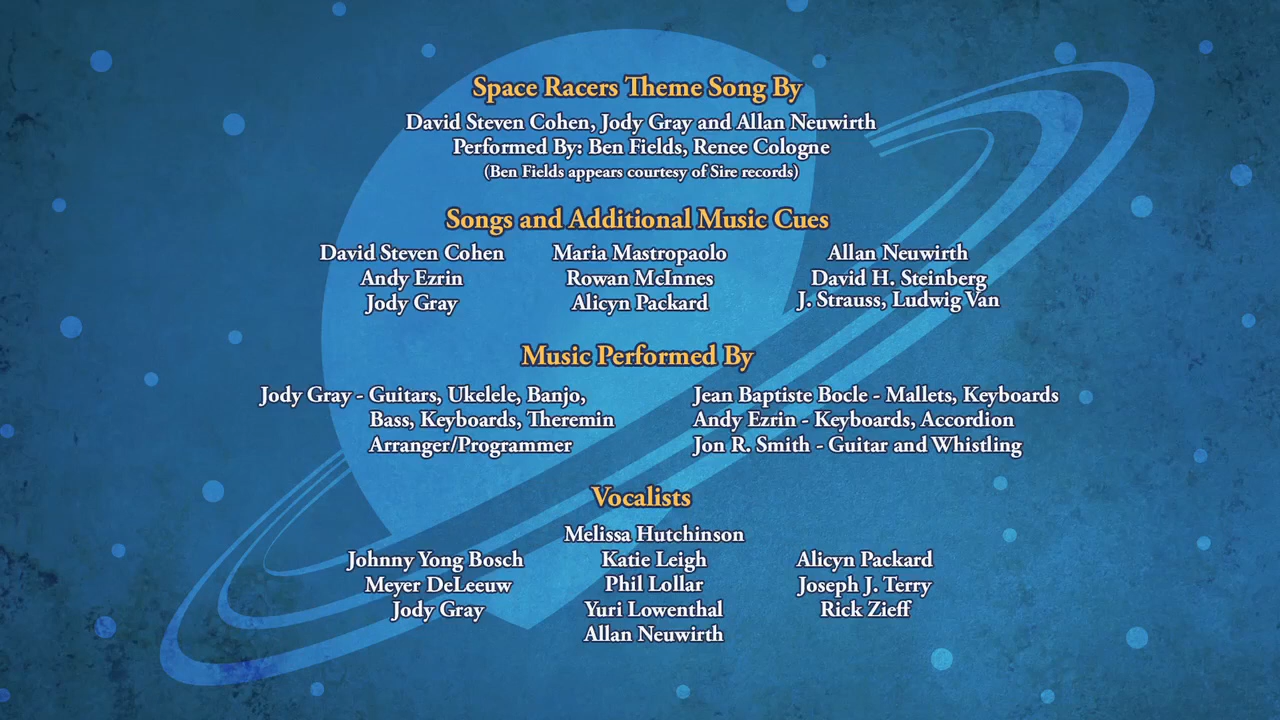 Space Racers Theme Song By
David Steven Cohen, Jody Gray and Allan Neuwirth
Performed By: Ben Fields, Renee Cologne
(Ben Fields appears courtesy of Sire records)
Songs and Additional Music Cues
David Steven Cohen Maria Mastropaolo Allan Neuwirth
Andy Ezrin Rowan McInnes David H. Steinberg
Jody Gray Alicyn Packard J. Strauss, Ludwig Van
Music Performed By
Jody Gray - Guitars, Ukelele, Banjo,
Bass, Keyboards, Theremin
Arranger/Programmer
Jean Baptiste Bocle - Mallets, Keyboards
Andy Ezrin - Keyboards, Accordion
Jon R. Smith - Guitar and Whistling
Vocalists
Melissa Hutchinson
Johnny Yong Bosch Katie Leigh Alicyn Packard
Meyer DeLeeuw Phil Lollar Joseph J. Terry
Jody Gray Yuri Lowenthal Rick Zieff
Allan Neuwirth